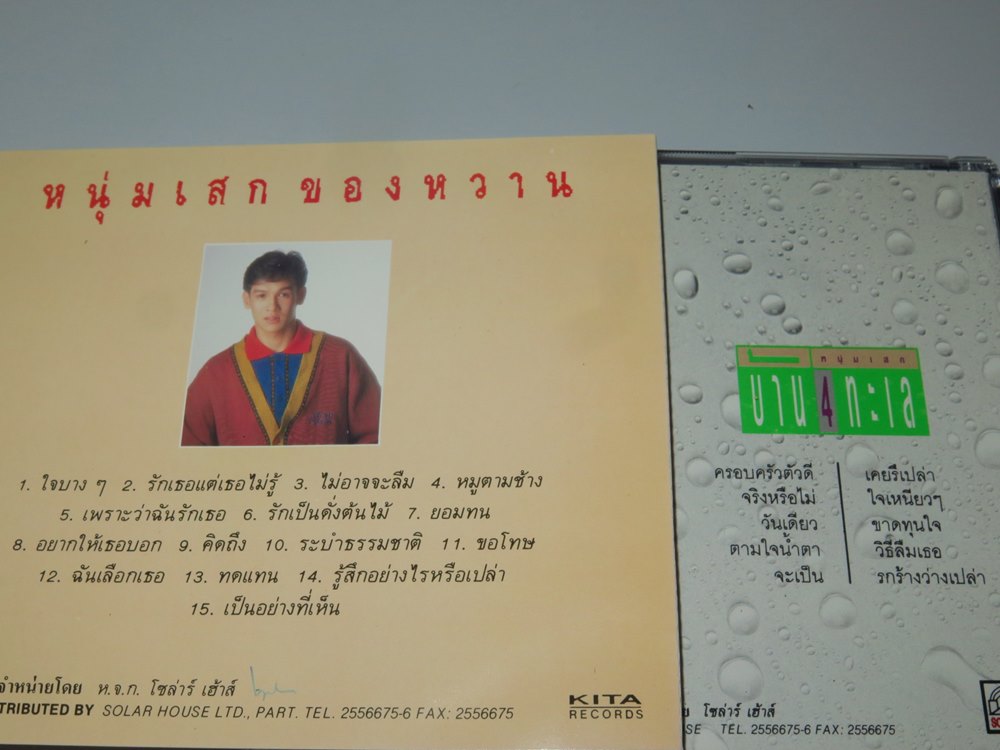 หนุ่มเสกของหวาน
1. ใจบาง ๆ 2. รักเธอแต่เธอไม่รู้ 3. ไม่อาจจะลืม 4. หมูตามช้าง
5. เพราะว่าฉันรักเธอ 6. รักเป็นดั่งต้นไม้ 7. ยอมทน
8. อยากให้เธอบอก 9. คิดถึง 10. ระบำธรรมชาติ 11. ขอโทษ
12. ฉันเลือกเธอ 13. ทดแทน 14. รู้สึกอย่างไรหรือเปล่า
15. เป็นอย่างที่เห็น
จำหน่ายโดย ห.จ.ก. โซล่าร์ เฮ้าส์
TRIBUTED BY SOLAR HOUSE LTD., PART. TEL. 2556675-6 FAX: 2556675
KITA
RECORDS
หนุ่มเสก
บ้าน 4 ทะเล
ครอบครัวตัวดี
จริงหรือไม่
วันเดียว
ตามใจน้ำตา
จะเป็น
เคยรึเปล่า
ใจเหนียวๆ
ขาดทุนใจ
วิธีลืมเธอ
รกร้างว่างเปล่า
ย โซล่าร์ เฮ้าส์
SE TEL. 2556675-6 FAX: 2556675